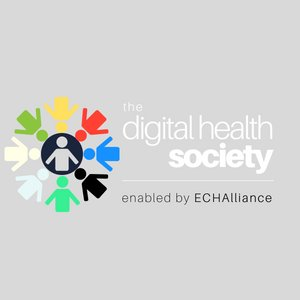 the
digital health
society
enabled by ECHAlliance